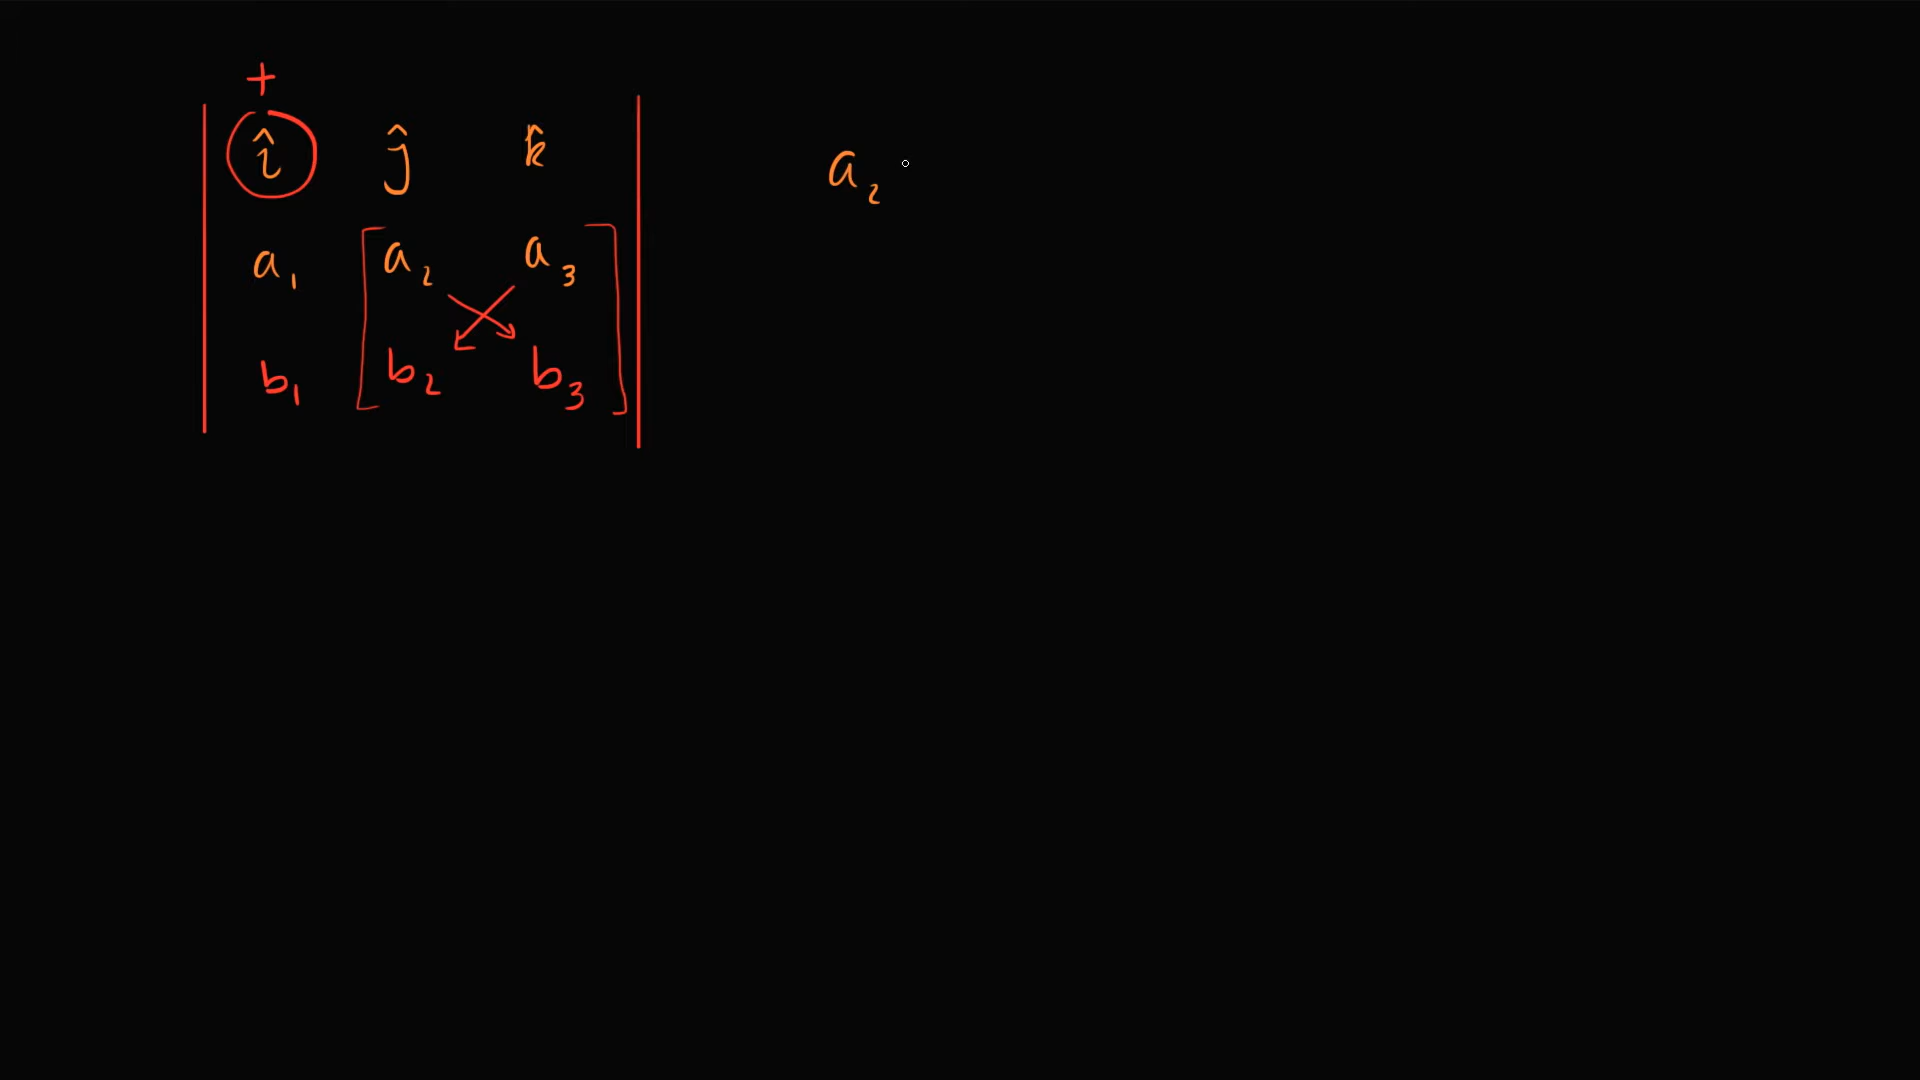 +
î ĵ k̂
a₁ a₂ a₃
b₁ b₂ b₃
a₂